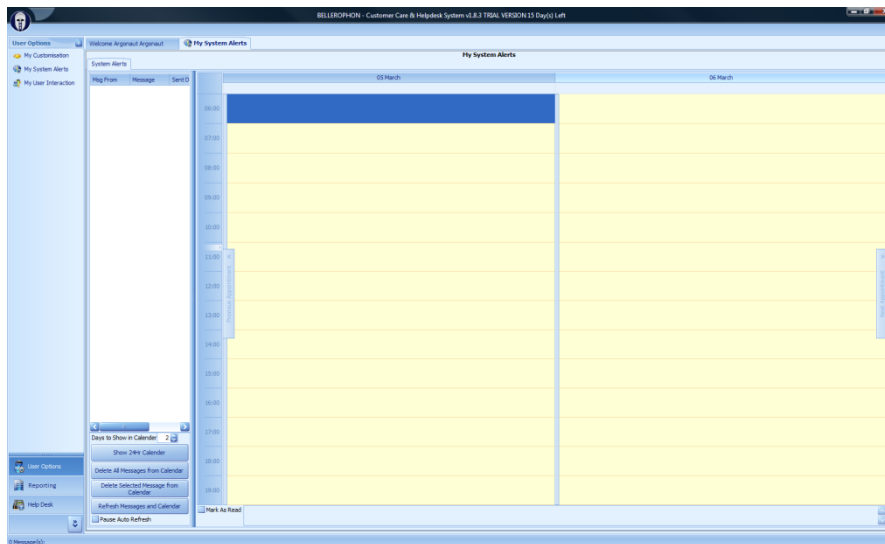 BELLEROPHON - Customer Care & Helpdesk System v1.8.3 TRIAL VERSION 15 Day(s) Left
User Options
My Customisation
My System Alerts
My User Interaction
Welcome Argonaut Argonaut
My System Alerts
My System Alerts
System Alerts
Msg From Message Sent D
05 March 06 March
06:00
07:00
08:00
09:00
10:00
11:00
12:00
13:00
14:00
15:00
16:00
17:00
18:00
19:00
Previous Appointment
Next Appointment
Days to Show in Calender 2
Show 24Hr Calender
Delete All Messages from Calendar
Delete Selected Message from
Calendar
Refresh Messages and Calendar
Pause Auto Refresh
Mark As Read
User Options
Reporting
Help Desk
0 Message(s):